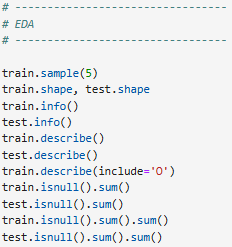 # ---------------------------------
# EDA
# ---------------------------------
train.sample(5)
train.shape, test.shape
train.info()
test.info()
train.describe()
test.describe()
train.describe(include='O')
train.isnull().sum()
test.isnull().sum()
train.isnull().sum().sum()
test.isnull().sum().sum()